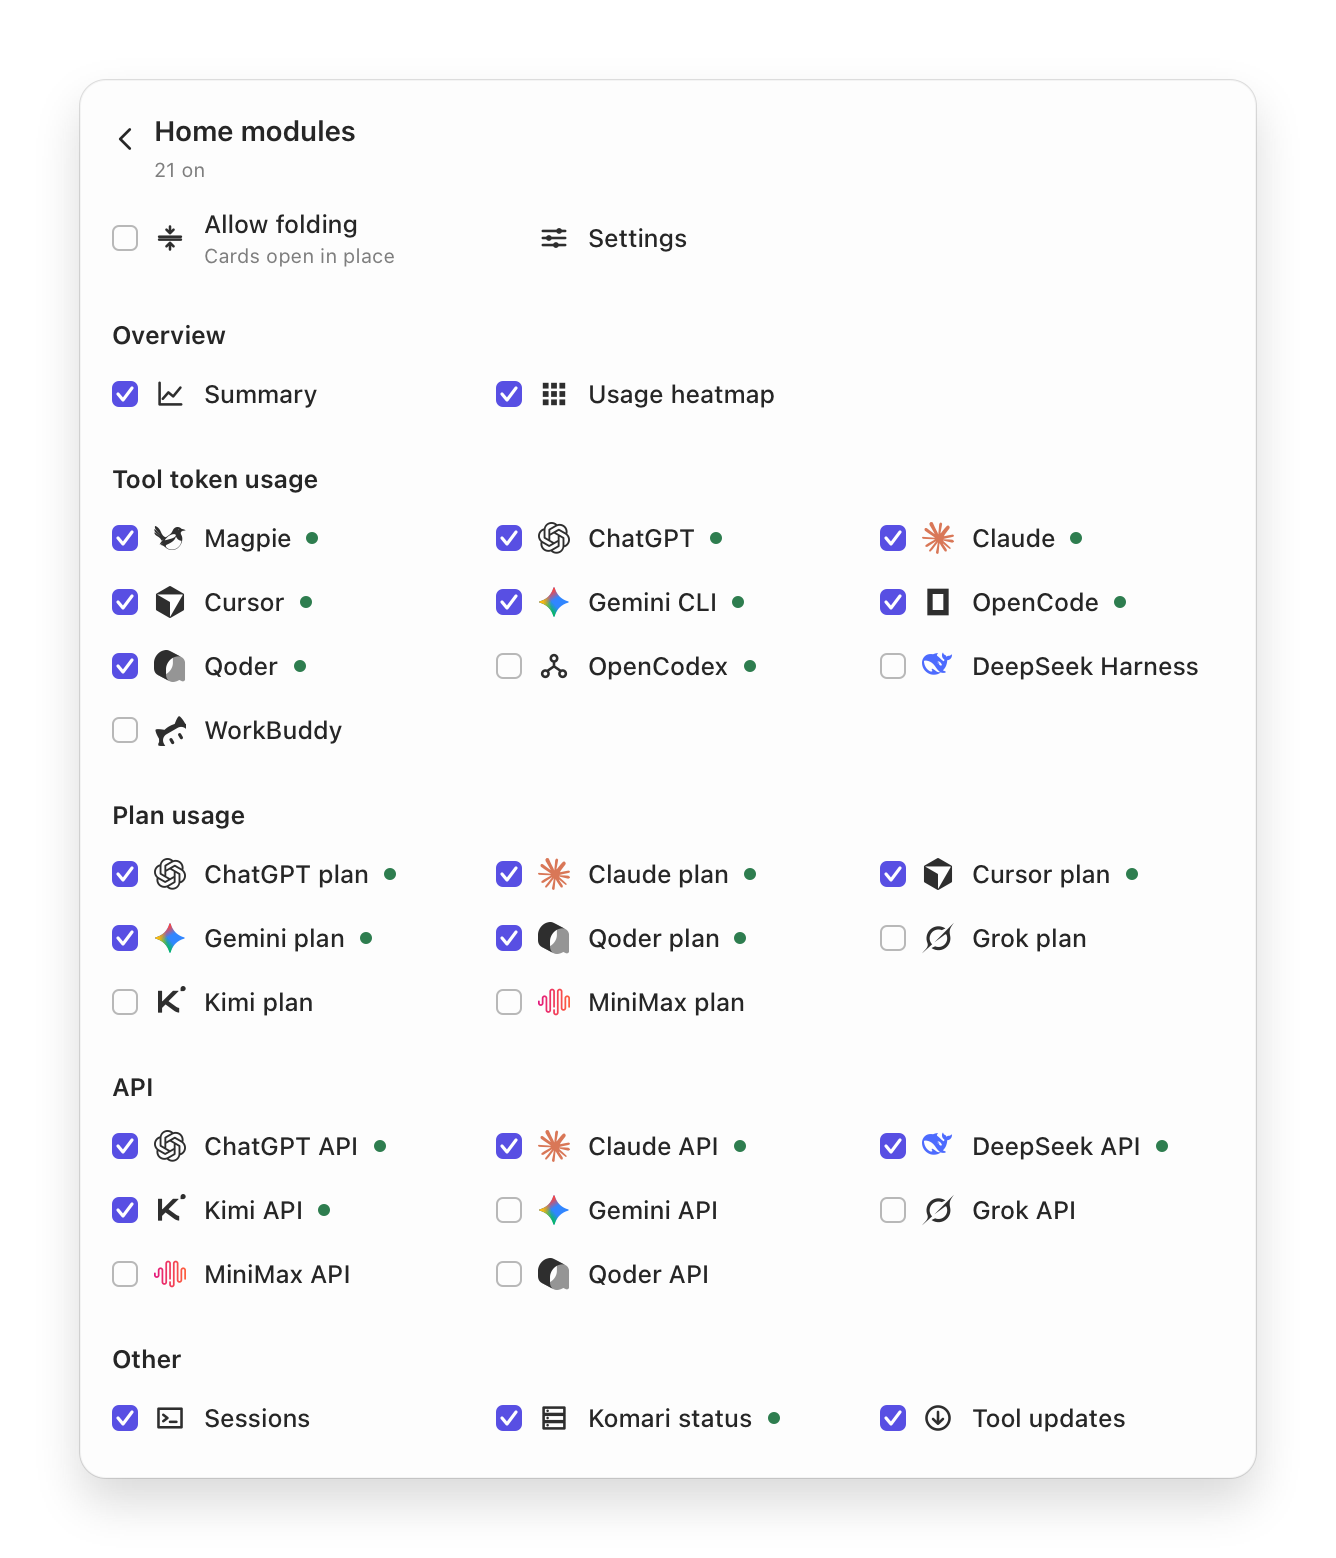 Home modules
21 on
Allow folding
Cards open in place
Settings
Overview
Summary
Usage heatmap
Tool token usage
Magpie
ChatGPT
Claude
Cursor
Gemini CLI
OpenCode
Qoder
OpenCodex
DeepSeek Harness
WorkBuddy
Plan usage
ChatGPT plan
Claude plan
Cursor plan
Gemini plan
Qoder plan
Grok plan
Kimi plan
MiniMax plan
API
ChatGPT API
Claude API
DeepSeek API
Kimi API
Gemini API
Grok API
MiniMax API
Qoder API
Other
Sessions
Komari status
Tool updates